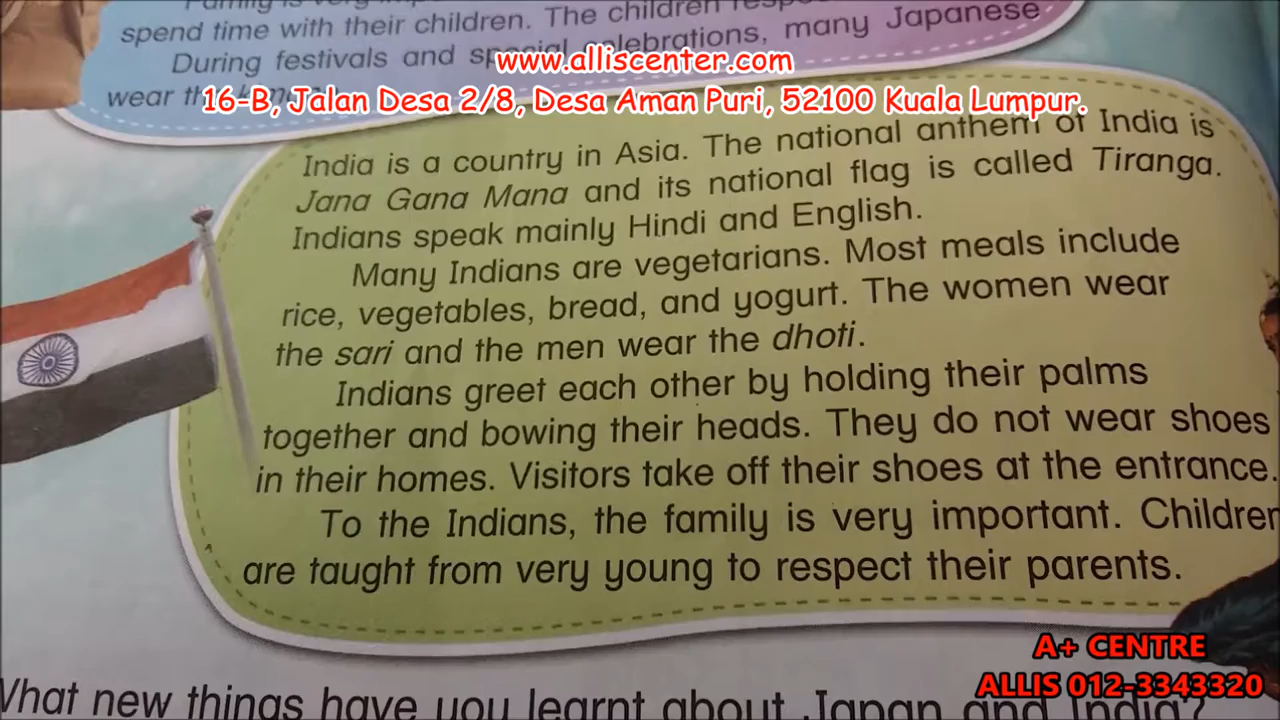 Family is very
spend time with their children. The children
During festivals and special celebrations, many Japanese
wear
www.alliscenter.com
16-B, Jalan Desa 2/8, Desa Aman Puri, 52100 Kuala Lumpur.
India is a country in Asia. The national anthem of India is
Jana Gana Mana and its national flag is called Tiranga.
Indians speak mainly Hindi and English.
Many Indians are vegetarians. Most meals include
rice, vegetables, bread, and yogurt. The women wear
the sari and the men wear the dhoti.
Indians greet each other by holding their palms
together and bowing their heads. They do not wear shoes
in their homes. Visitors take off their shoes at the entrance.
To the Indians, the family is very important. Children
are taught from very young to respect their parents.
What new things have you learnt about Japan and India?
A+ CENTRE
ALLIS 012-3343320